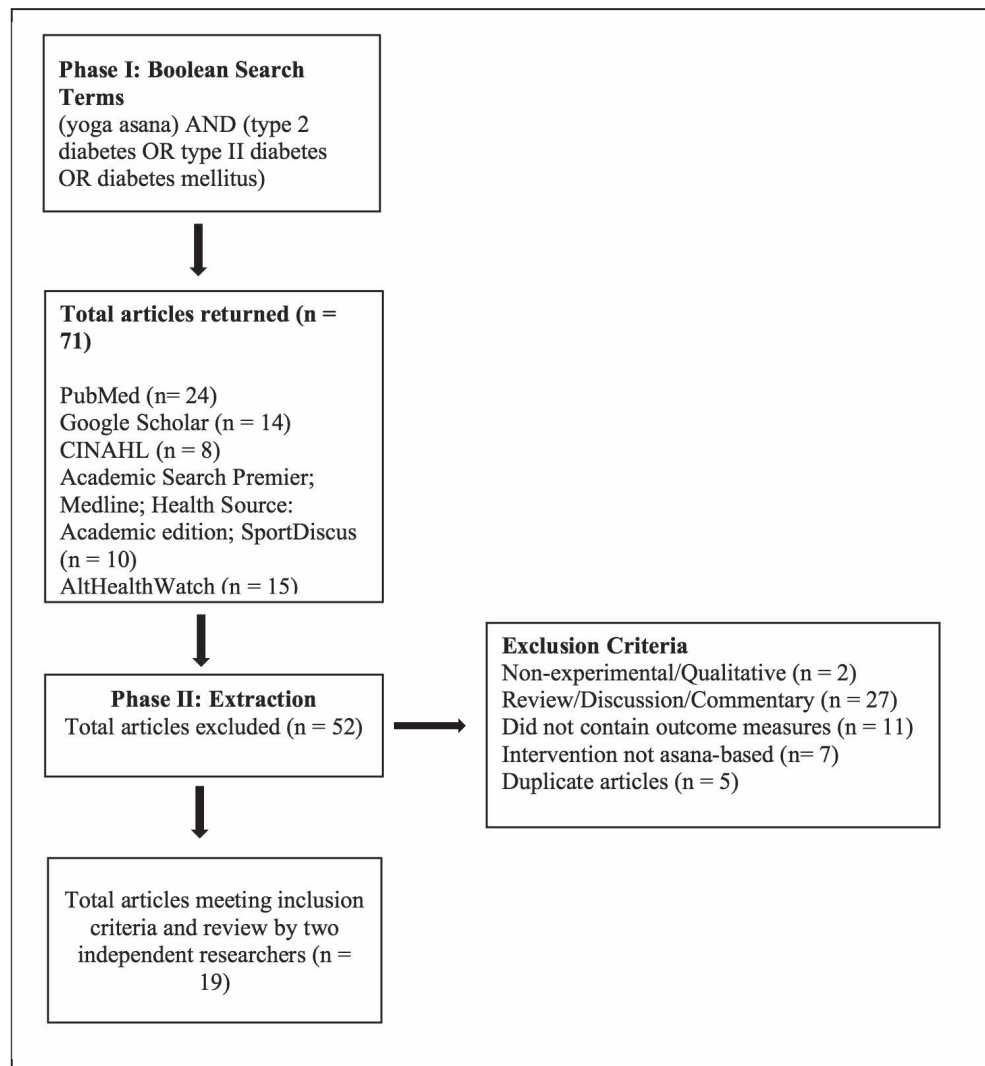 Phase I: Boolean Search
Terms
(yoga asana) AND (type 2
diabetes OR type II diabetes
OR diabetes mellitus)
Total articles returned (n =
71)
PubMed (n= 24)
Google Scholar (n = 14)
CINAHL (n = 8)
Academic Search Premier;
Medline; Health Source:
Academic edition; SportDiscus
(n = 10)
AltHealthWatch (n = 15)
Phase II: Extraction
Total articles excluded (n = 52)
Exclusion Criteria
Non-experimental/Qualitative (n = 2)
Review/Discussion/Commentary (n = 27)
Did not contain outcome measures (n = 11)
Intervention not asana-based (n= 7)
Duplicate articles (n = 5)
Total articles meeting inclusion
criteria and review by two
independent researchers (n =
19)